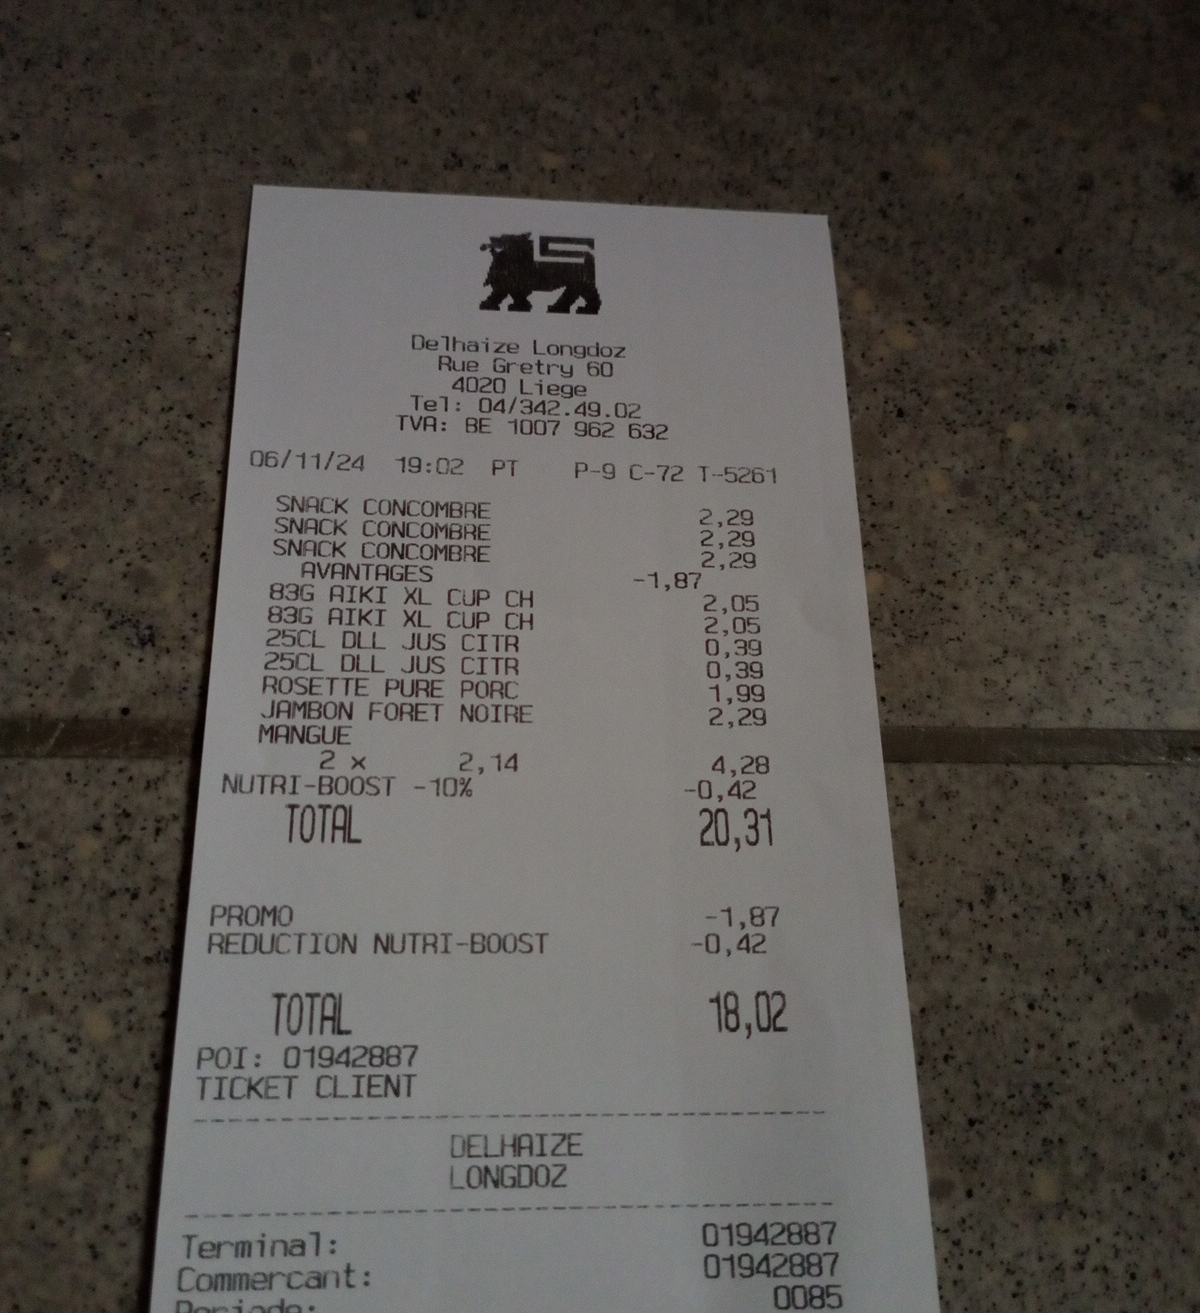 Delhaize Longdoz
Rue Gretry 60
4020 Liege
Tel: 04/342.49.02
TVA: BE 1007 962 632
06/11/24 19:02 PT P-9 C-72 T-5261
SNACK CONCOMBRE 2,29
SNACK CONCOMBRE 2,29
SNACK CONCOMBRE 2,29
AVANTAGES -1,87
83G AIKI XL CUP CH 2,05
83G AIKI XL CUP CH 2,05
25CL DLL JUS CITR 0,39
25CL DLL JUS CITR 0,39
ROSETTE PURE PORC 1,99
JAMBON FORET NOIRE 2,29
MANGUE
2 x 2,14 4,28
NUTRI-BOOST -10% -0,42
TOTAL 20,31
PROMO -1,87
REDUCTION NUTRI-BOOST -0,42
TOTAL 18,02
POI: 01942887
TICKET CLIENT
DELHAIZE
LONGDOZ
Terminal: 01942887
Commercant: 01942887
Periode: 0085